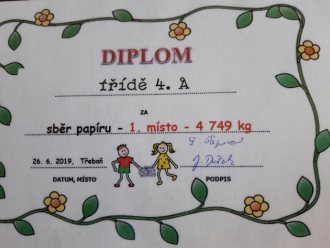 DIPLOM
třídě 4. A
ZA
sběr papíru - 1. místo - 4 749 kg
26. 6. 2019, Třeboň
DATUM, MÍSTO
PODPIS